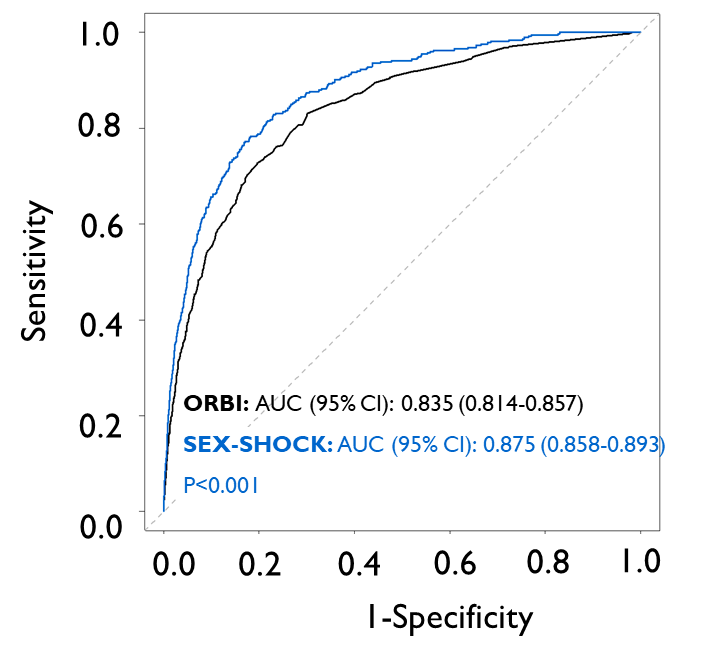 1.0
0.8
0.6
0.4
0.2
0.0
Sensitivity
ORBI: AUC (95% CI): 0.835 (0.814-0.857)
SEX-SHOCK: AUC (95% CI): 0.875 (0.858-0.893)
P<0.001
0.0 0.2 0.4 0.6 0.8 1.0
1-Specificity